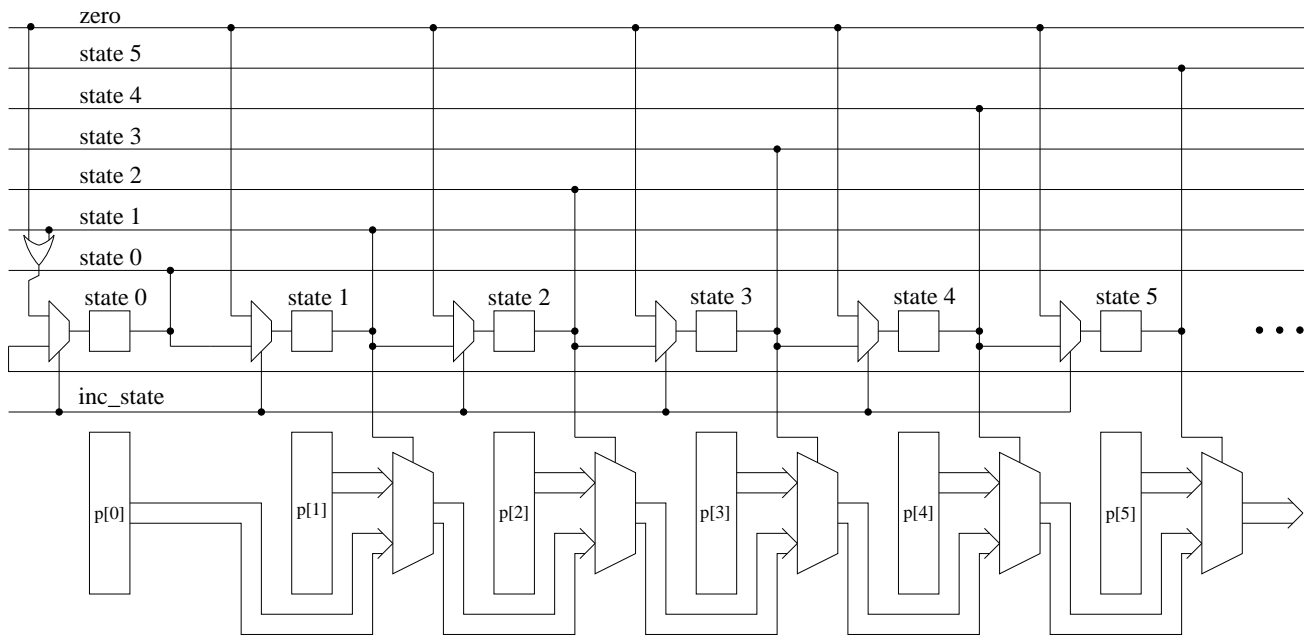 zero
state 5
state 4
state 3
state 2
state 1
state 0
state 0
state 1
state 2
state 3
state 4
state 5
inc_state
p[0]
p[1]
p[2]
p[3]
p[4]
p[5]